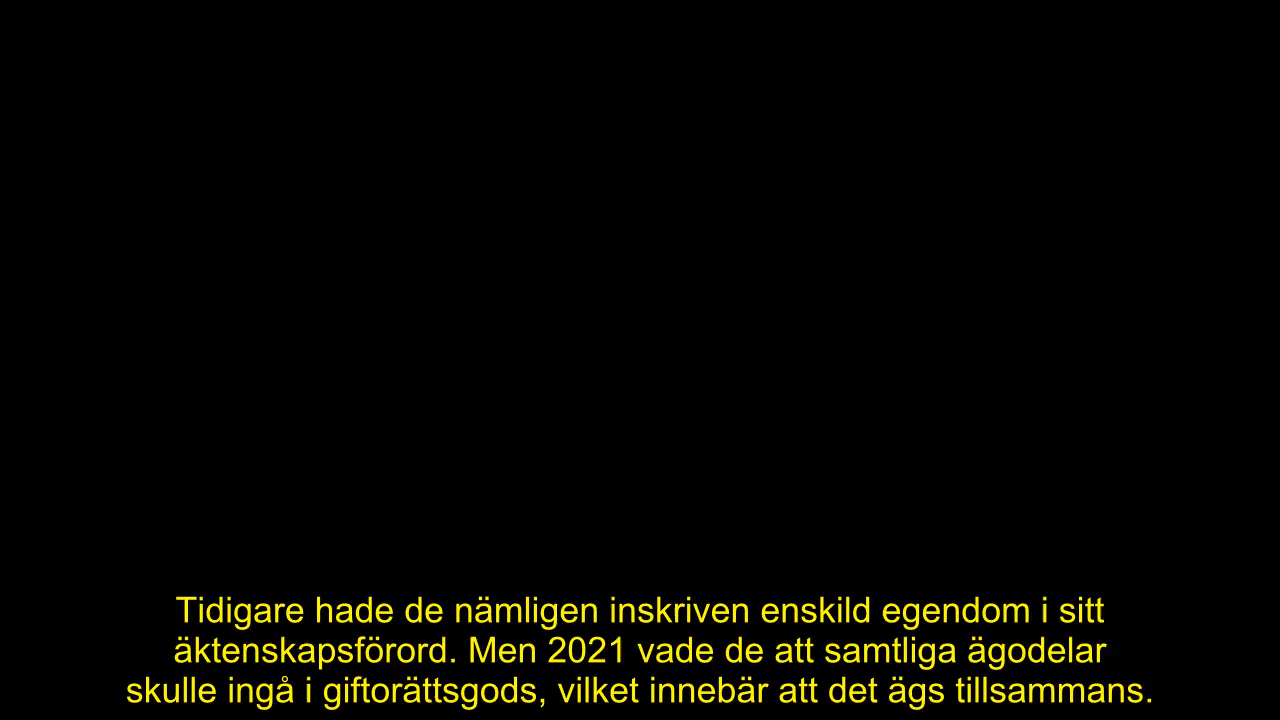 Tidigare hade de nämligen inskriven enskild egendom i sitt
äktenskapsförord. Men 2021 vade de att samtliga ägodelar
skulle ingå i giftorättsgods, vilket innebär att det ägs tillsammans.